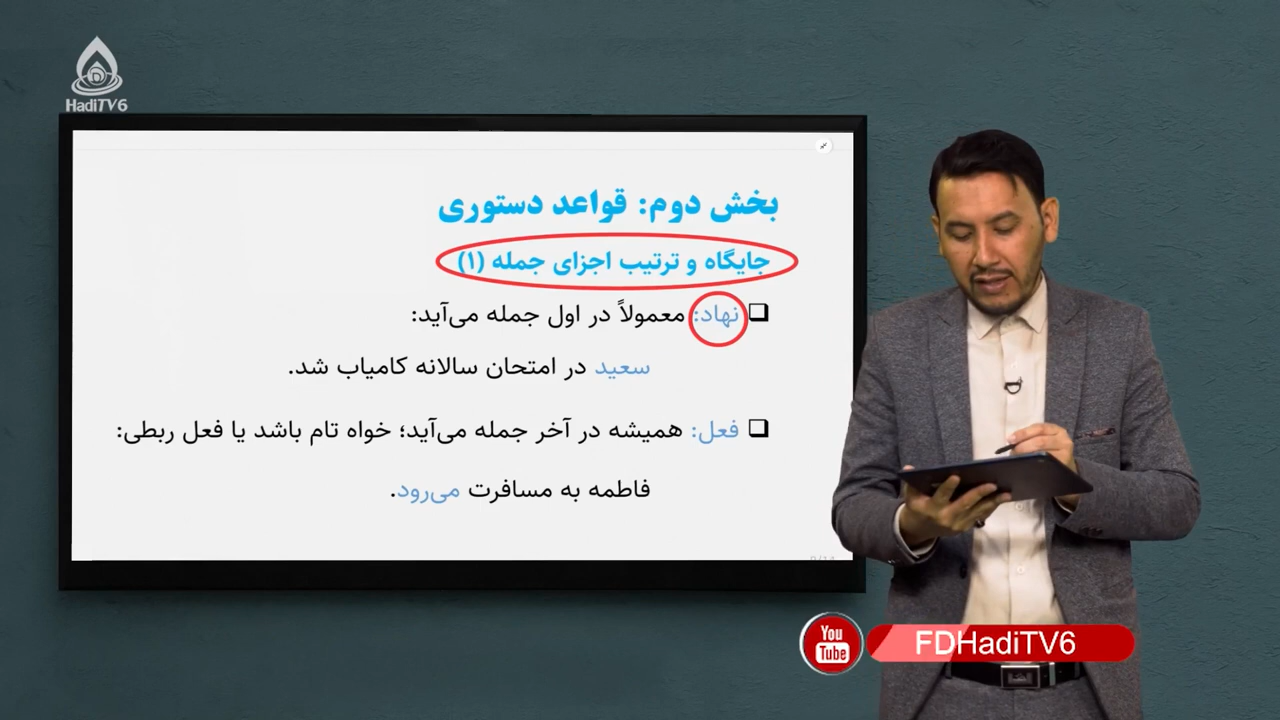 HadiTV6
بخش دوم: قواعد دستوری
جایگاه و ترتیب اجزای جمله (۱)
نهاد: معمولاً در اول جمله می‌آید:
سعید در امتحان سالانه کامیاب شد.
فعل: همیشه در آخر جمله می‌آید؛ خواه تام باشد یا فعل ربطی:
فاطمه به مسافرت می‌رود.
You
Tube
FDHadiTV6